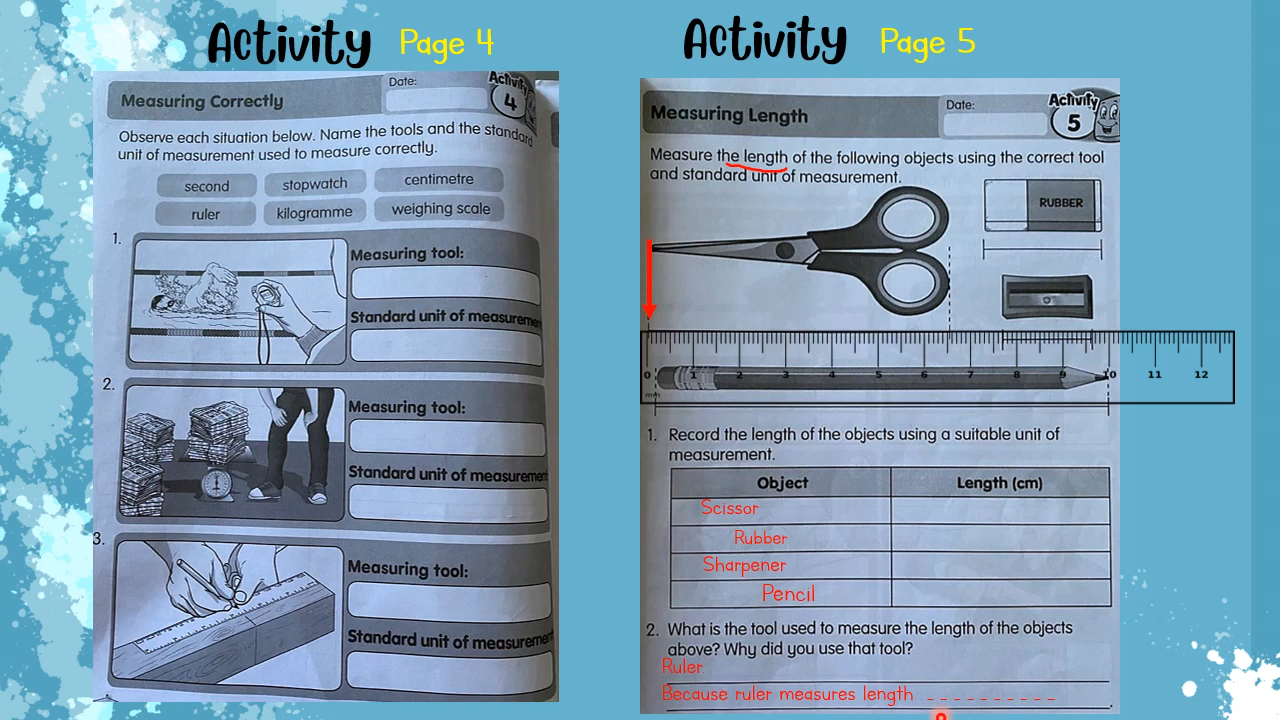 Activity Page 4
Measuring Correctly
Date:
Activity
4
Observe each situation below. Name the tools and the standard
unit of measurement used to measure correctly.
second stopwatch centimetre
ruler kilogramme weighing scale
1.
Measuring tool:
Standard unit of measurement
2.
Measuring tool:
Standard unit of measurement
3.
Measuring tool:
Standard unit of measurement
Activity Page 5
Measuring Length
Date:
Activity
5
Measure the length of the following objects using the correct tool
and standard unit of measurement.
RUBBER
0 1 2 3 4 5 6 7 8 9 10 11 12
mm
1. Record the length of the objects using a suitable unit of
measurement.
Object Length (cm)
Scissor
Rubber
Sharpener
Pencil
2. What is the tool used to measure the length of the objects
above? Why did you use that tool?
Ruler.
Because ruler measures length _ _ _ _ _ _ _ _ _ _